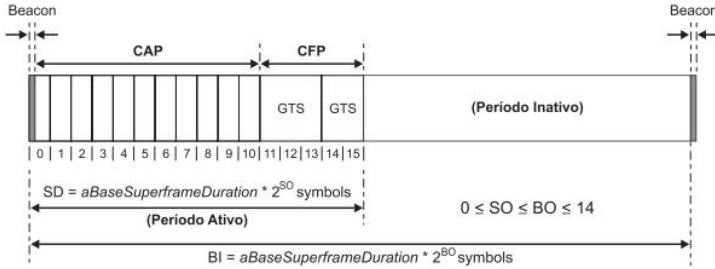 Beacon
Beacon
CAP
CFP
GTS
GTS
(Período Inativo)
| 0 | 1 | 2 | 3 | 4 | 5 | 6 | 7 | 8 | 9 | 10 | 11 | 12 | 13 | 14 | 15 |
SD = aBaseSuperframeDuration * 2^SO symbols
(Período Ativo)
0 ≤ SO ≤ BO ≤ 14
BI = aBaseSuperframeDuration * 2^BO symbols